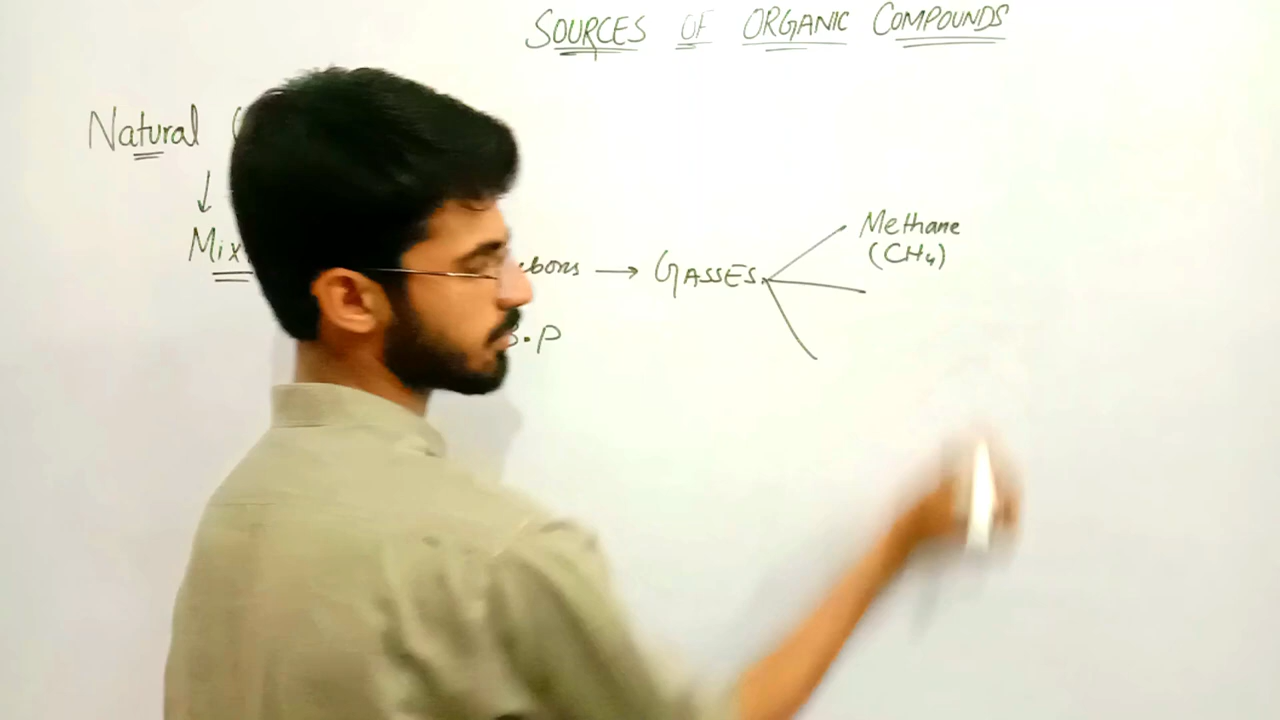 SOURCES OF ORGANIC COMPOUNDS
Natural
↓
Mix
bons → GASSES
Methane
(CH4)
B.P